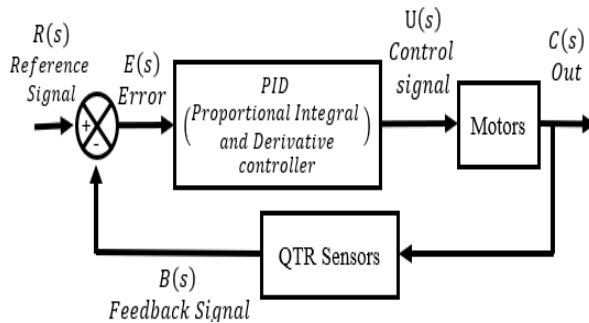 R(s)
Reference
Signal
E(s)
Error
+
-
PID
(Proportional Integral
and Derivative)
controller
U(s)
Control
signal
Motors
C(s)
Out
QTR Sensors
B(s)
Feedback Signal